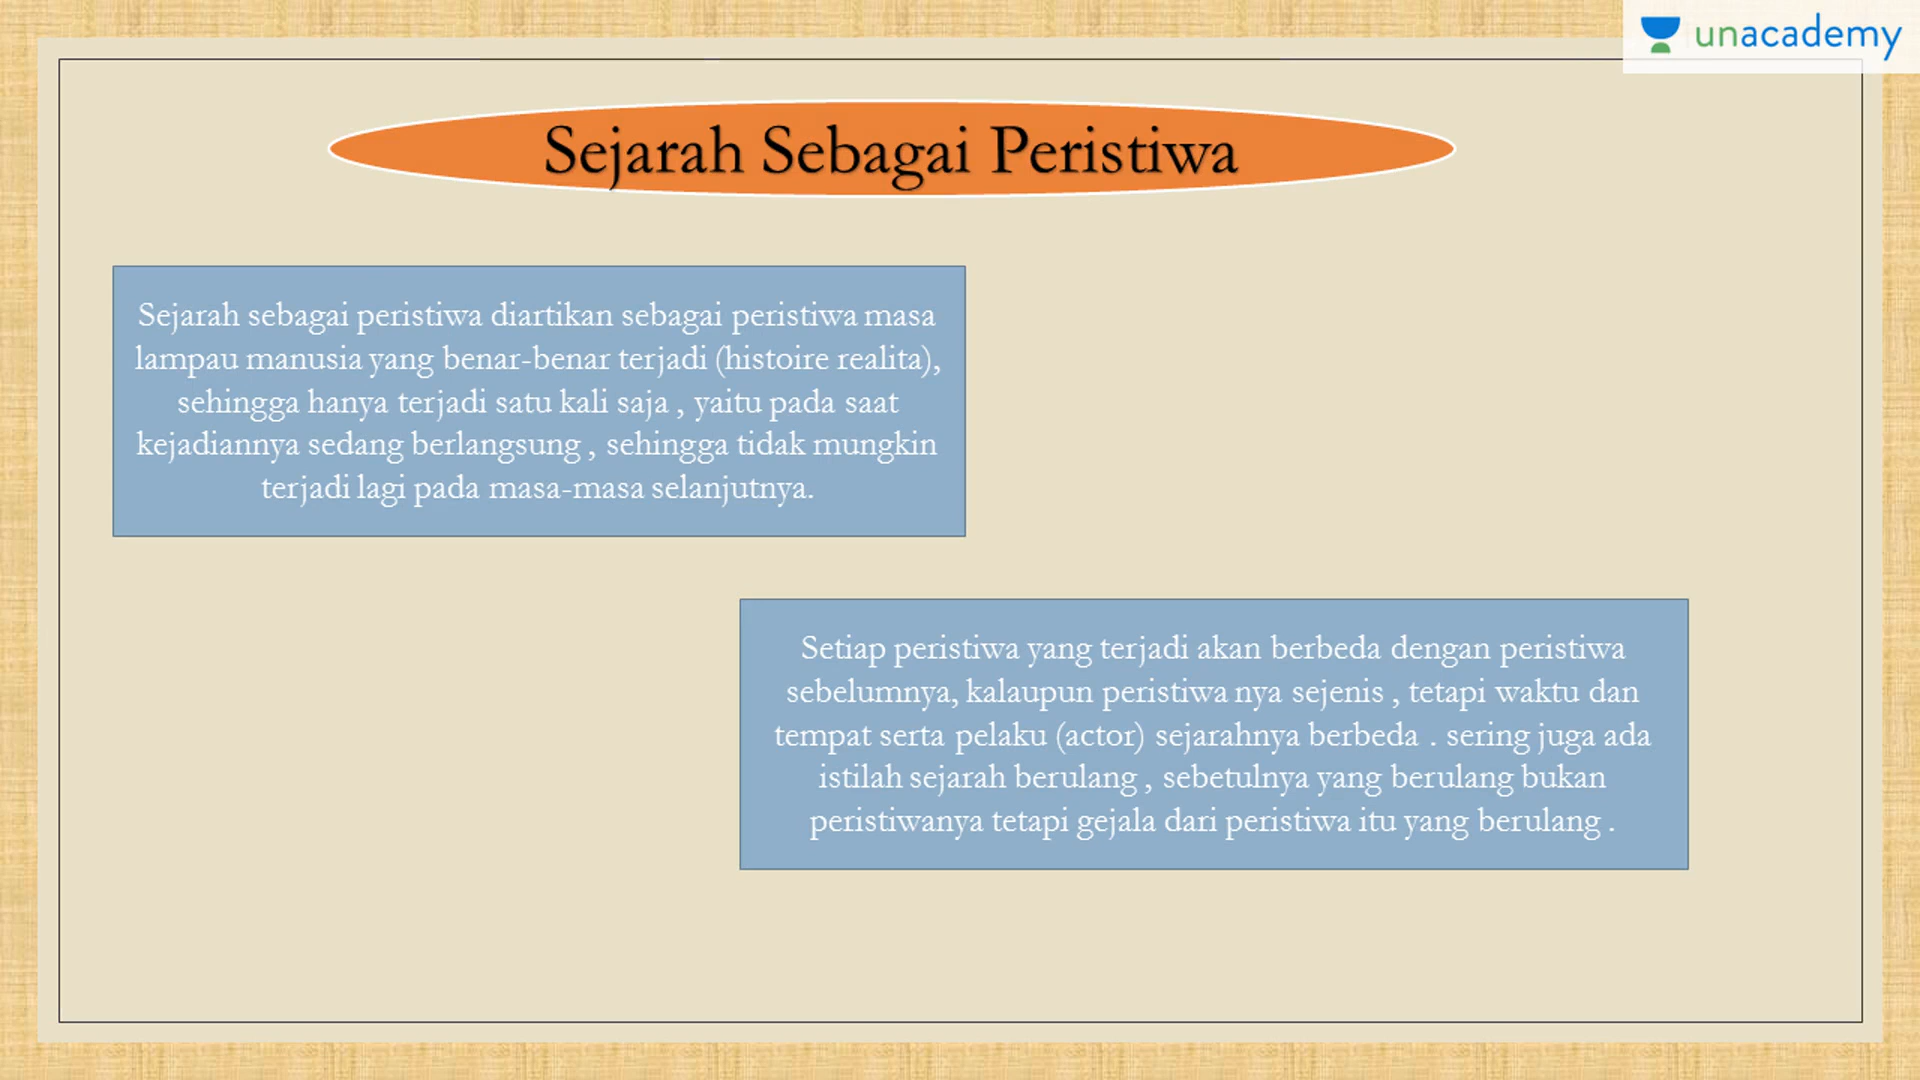 unacademy
Sejarah Sebagai Peristiwa
Sejarah sebagai peristiwa diartikan sebagai peristiwa masa
lampau manusia yang benar-benar terjadi (histoire realita),
sehingga hanya terjadi satu kali saja , yaitu pada saat
kejadiannya sedang berlangsung , sehingga tidak mungkin
terjadi lagi pada masa-masa selanjutnya.
Setiap peristiwa yang terjadi akan berbeda dengan peristiwa
sebelumnya, kalaupun peristiwa nya sejenis , tetapi waktu dan
tempat serta pelaku (actor) sejarahnya berbeda . sering juga ada
istilah sejarah berulang , sebetulnya yang berulang bukan
peristiwanya tetapi gejala dari peristiwa itu yang berulang .